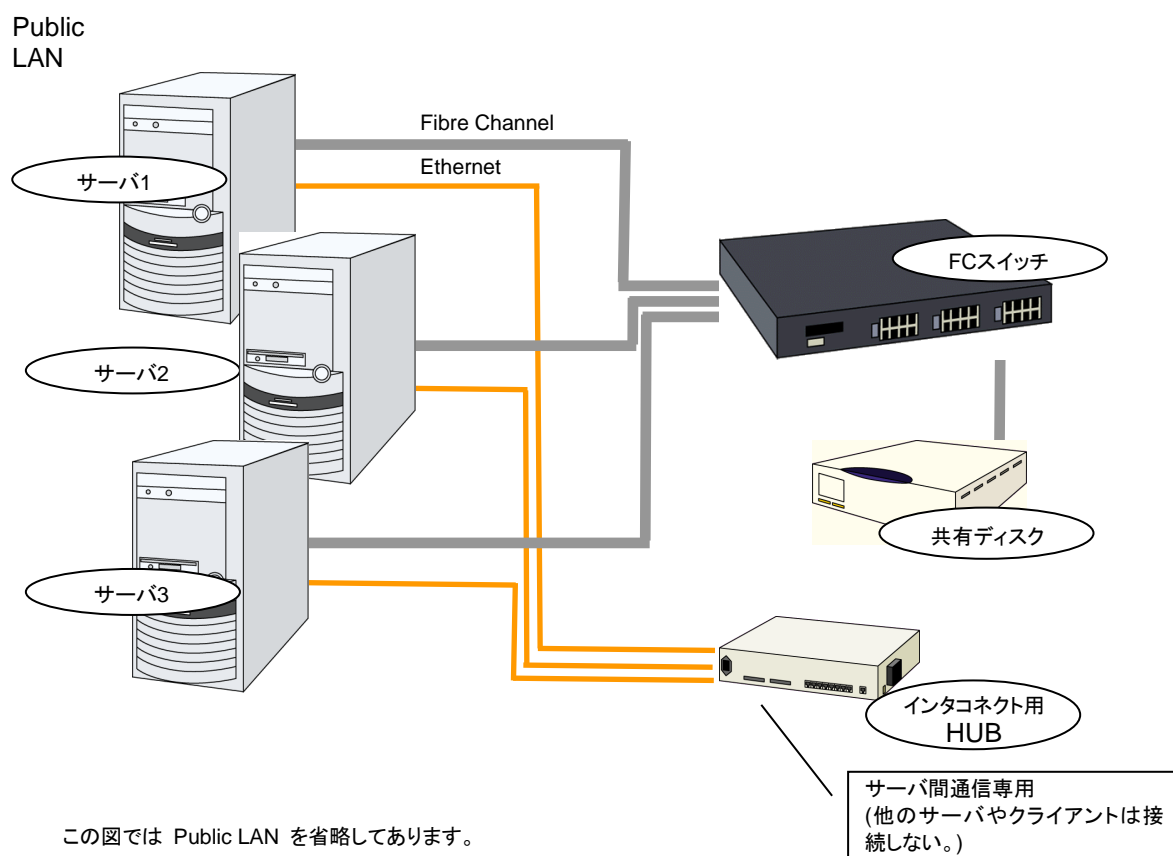 Public
LAN
Fibre Channel
Ethernet
サーバ1
FCスイッチ
サーバ2
共有ディスク
サーバ3
インタコネクト用
HUB
サーバ間通信専用
(他のサーバやクライアントは接
続しない。)
この図では Public LAN を省略してあります。